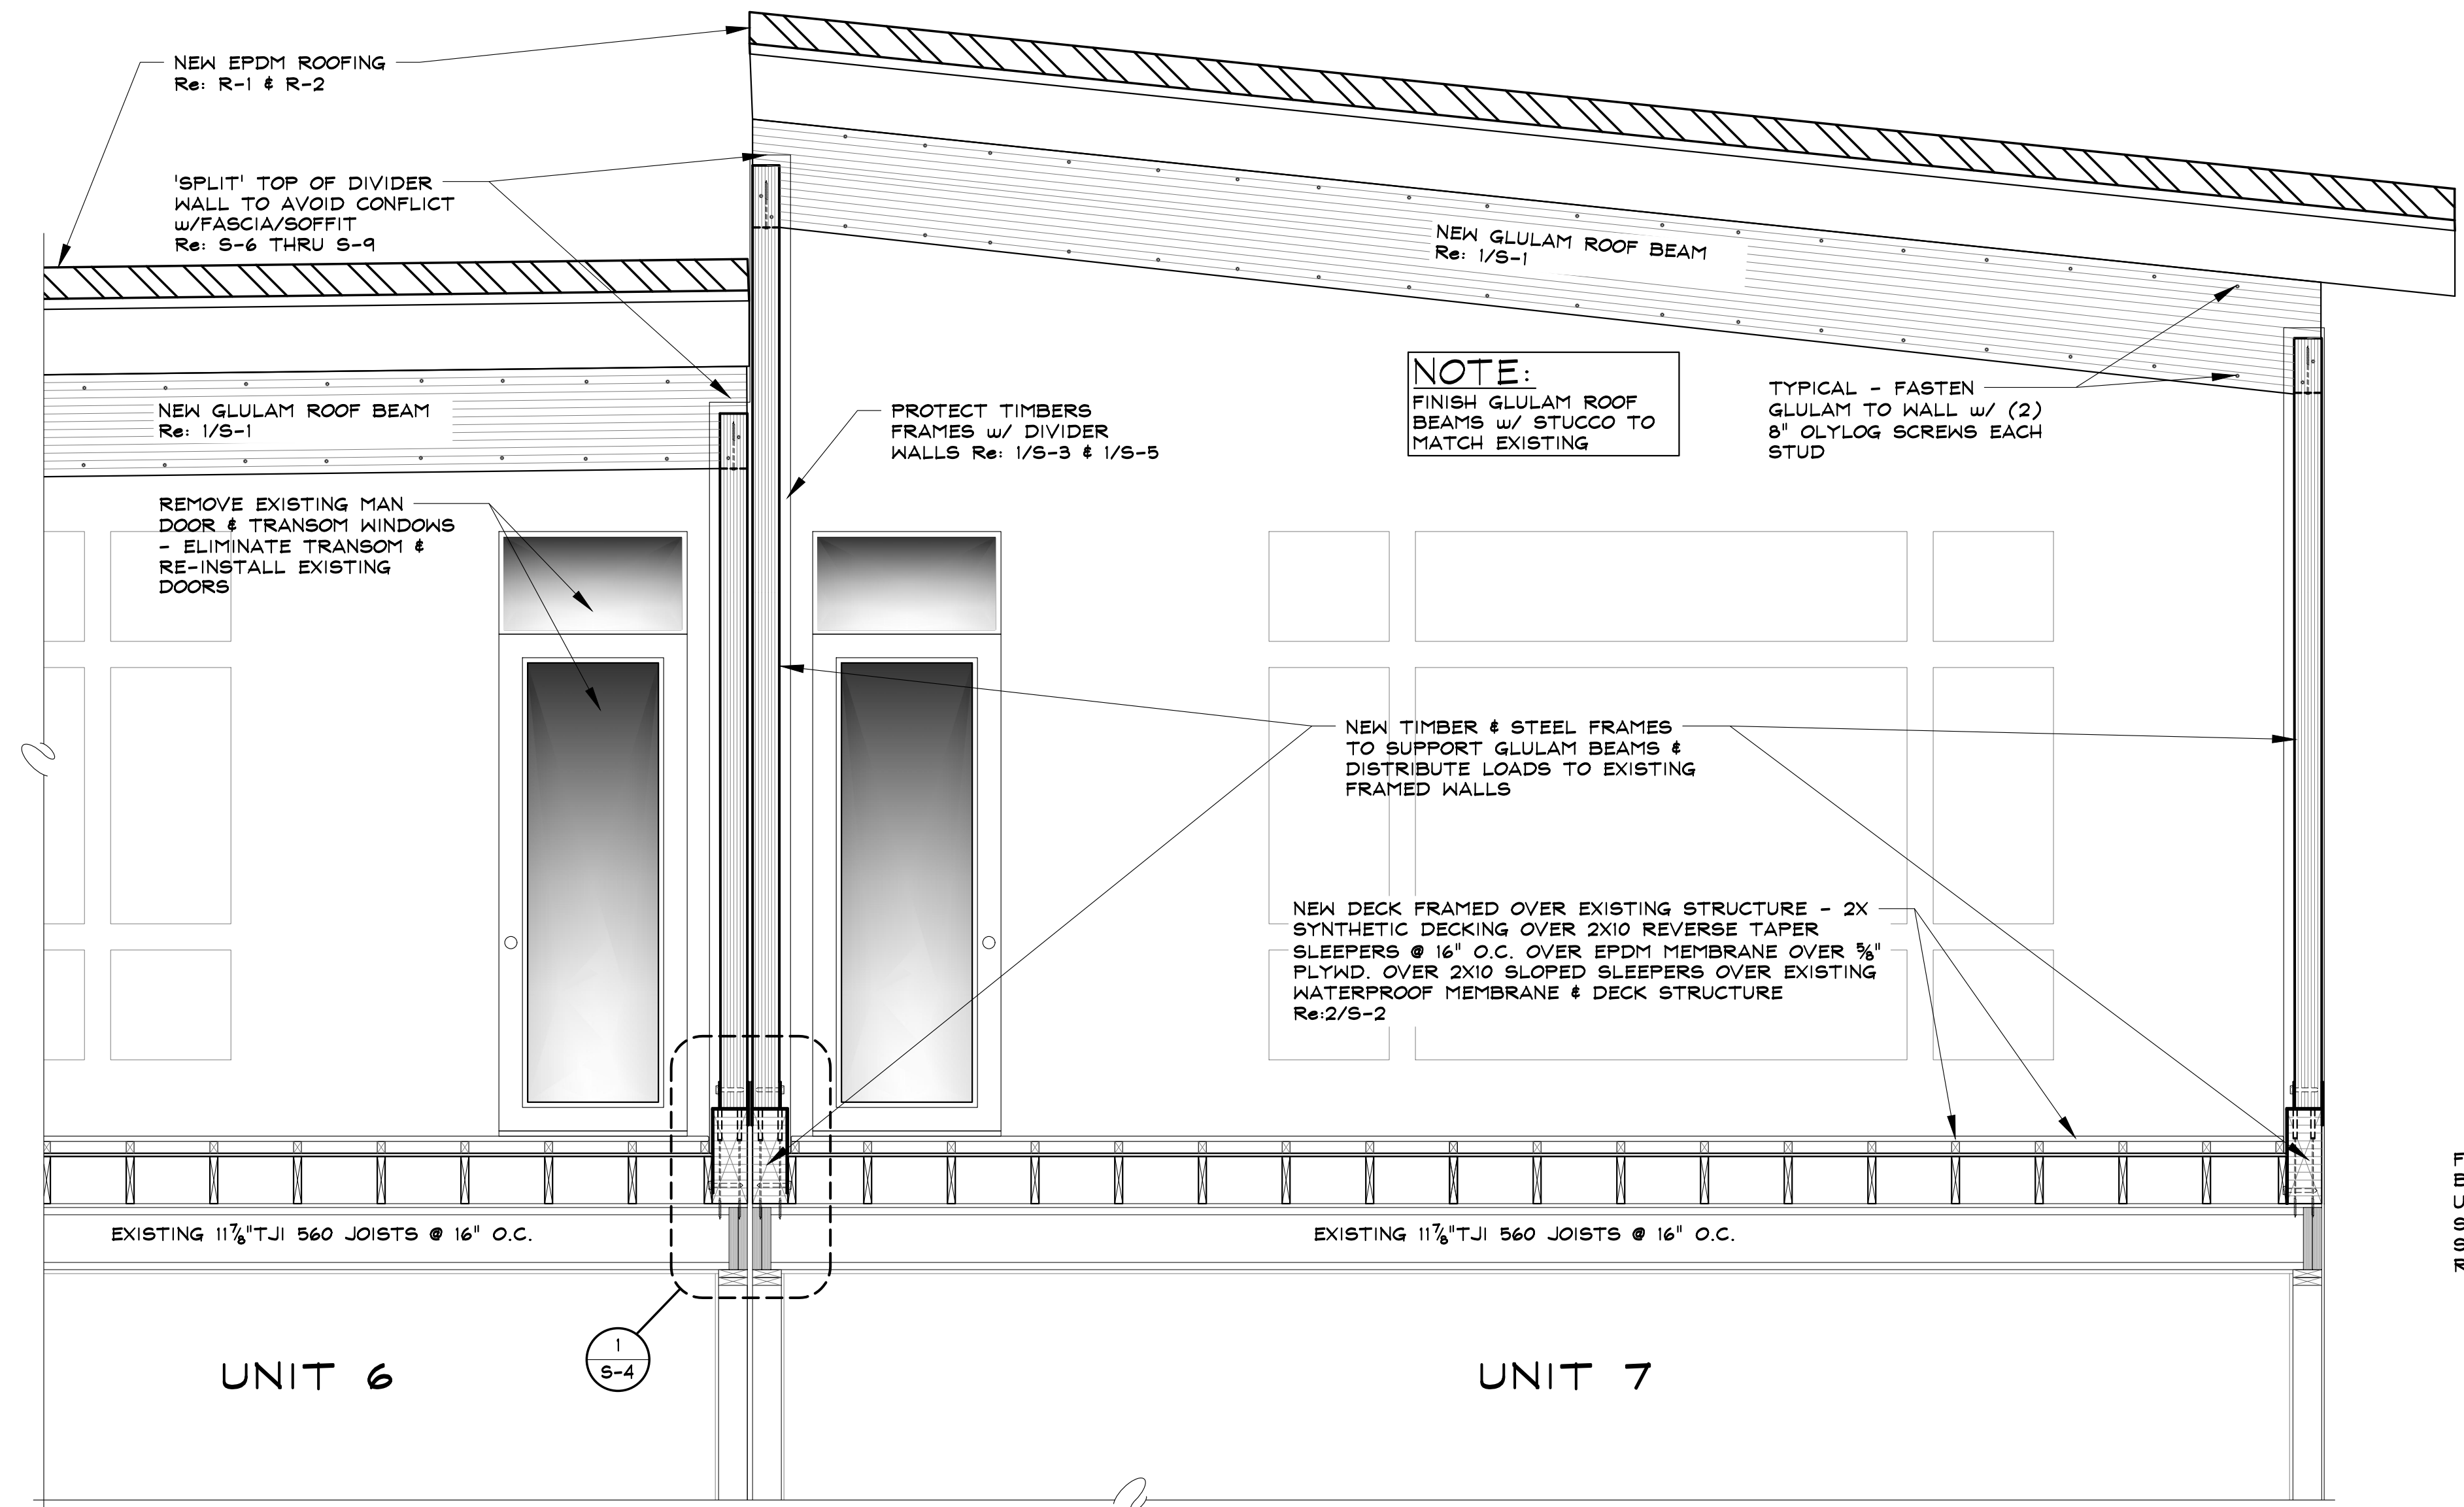 NEW EPDM ROOFING
Re: R-1 & R-2
'SPLIT' TOP OF DIVIDER
WALL TO AVOID CONFLICT
w/FASCIA/SOFFIT
Re: S-6 THRU S-9
NEW GLULAM ROOF BEAM
Re: 1/S-1
NEW GLULAM ROOF BEAM
Re: 1/S-1
NOTE:
FINISH GLULAM ROOF
BEAMS w/ STUCCO TO
MATCH EXISTING
TYPICAL - FASTEN
GLULAM TO WALL w/ (2)
8" OLYLOG SCREWS EACH
STUD
PROTECT TIMBERS
FRAMES w/ DIVIDER
WALLS Re: 1/S-3 & 1/S-5
REMOVE EXISTING MAN
DOOR & TRANSOM WINDOWS
- ELIMINATE TRANSOM &
RE-INSTALL EXISTING
DOORS
NEW TIMBER & STEEL FRAMES
TO SUPPORT GLULAM BEAMS &
DISTRIBUTE LOADS TO EXISTING
FRAMED WALLS
NEW DECK FRAMED OVER EXISTING STRUCTURE - 2X
SYNTHETIC DECKING OVER 2X10 REVERSE TAPER
SLEEPERS @ 16" O.C. OVER EPDM MEMBRANE OVER ⅝"
PLYWD. OVER 2X10 SLOPED SLEEPERS OVER EXISTING
WATERPROOF MEMBRANE & DECK STRUCTURE
Re:2/S-2
EXISTING 11⅞"TJI 560 JOISTS @ 16" O.C.
EXISTING 11⅞"TJI 560 JOISTS @ 16" O.C.
1
S-4
UNIT 6
UNIT 7